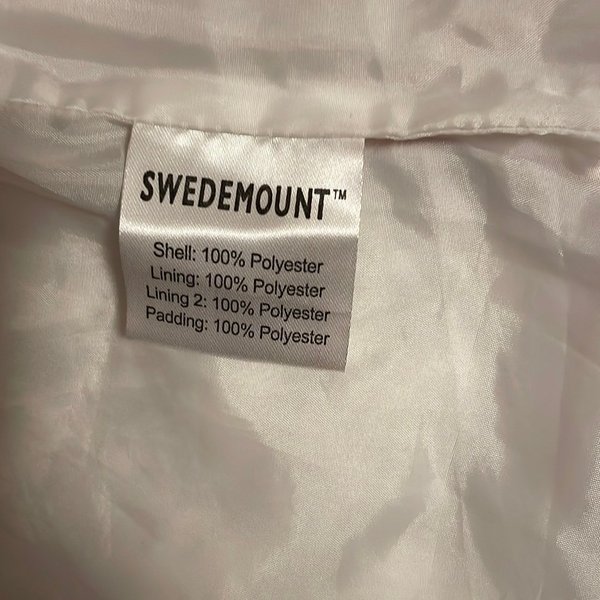 SWEDEMOUNT™
Shell: 100% Polyester
Lining: 100% Polyester
Lining 2: 100% Polyester
Padding: 100% Polyester